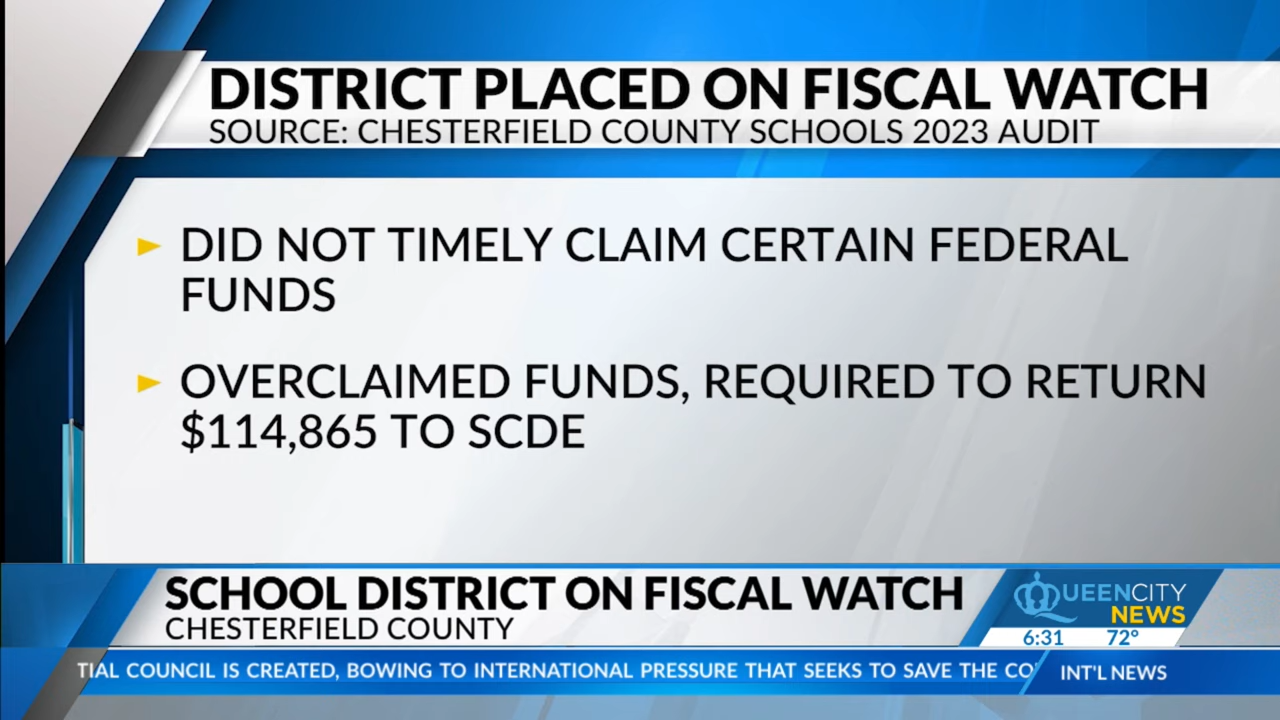 DISTRICT PLACED ON FISCAL WATCH
SOURCE: CHESTERFIELD COUNTY SCHOOLS 2023 AUDIT
► DID NOT TIMELY CLAIM CERTAIN FEDERAL
FUNDS
► OVERCLAIMED FUNDS, REQUIRED TO RETURN
$114,865 TO SCDE
SCHOOL DISTRICT ON FISCAL WATCH
CHESTERFIELD COUNTY
QUEENCITY
NEWS
6:31 72°
TIAL COUNCIL IS CREATED, BOWING TO INTERNATIONAL PRESSURE THAT SEEKS TO SAVE THE INT'L NEWS